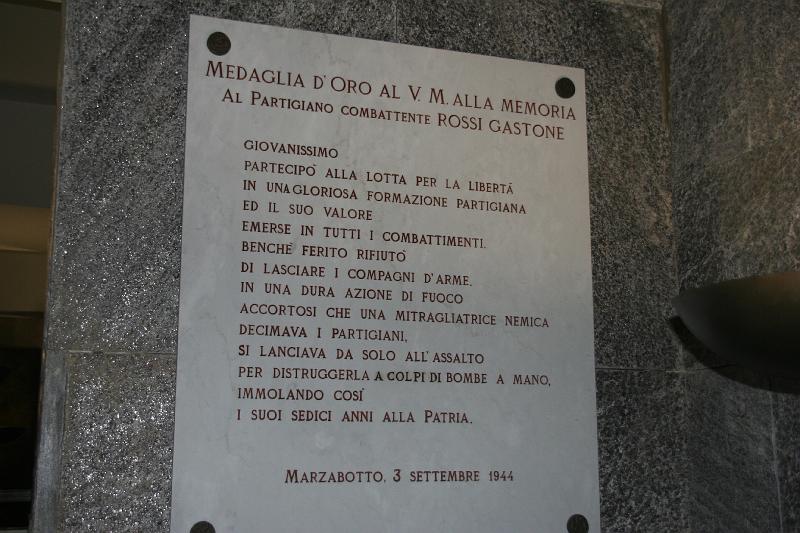 MEDAGLIA D'ORO AL V. M. ALLA MEMORIA
AL PARTIGIANO COMBATTENTE ROSSI GASTONE
GIOVANISSIMO
PARTECIPO' ALLA LOTTA PER LA LIBERTÀ
IN UNA GLORIOSA FORMAZIONE PARTIGIANA
ED IL SUO VALORE
EMERSE IN TUTTI I COMBATTIMENTI.
BENCHÈ FERITO RIFIUTO'
DI LASCIARE I COMPAGNI D'ARME.
IN UNA DURA AZIONE DI FUOCO
ACCORTOSI CHE UNA MITRAGLIATRICE NEMICA
DECIMAVA I PARTIGIANI,
SI LANCIAVA DA SOLO ALL'ASSALTO
PER DISTRUGGERLA A COLPI DI BOMBE A MANO,
IMMOLANDO COSÍ
I SUOI SEDICI ANNI ALLA PATRIA.
MARZABOTTO, 3 SETTEMBRE 1944